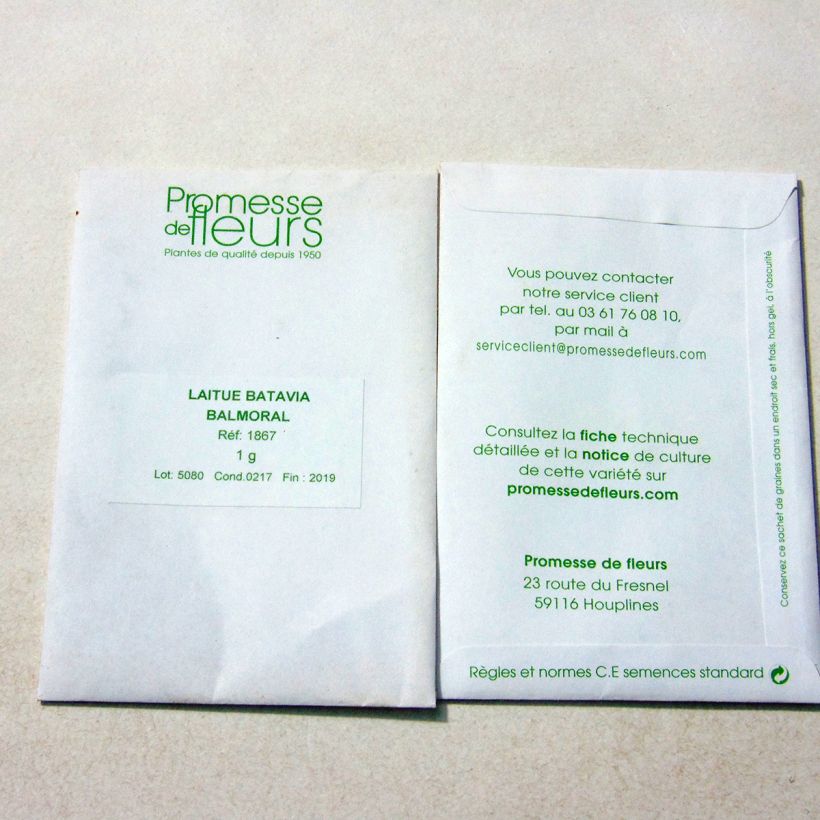 Promesse
de fleurs
Plantes de qualité depuis 1950
LAITUE BATAVIA
BALMORAL
Réf: 1867
1 g
Lot: 5080 Cond.0217 Fin : 2019
Vous pouvez contacter
notre service client
par tel. au 03 61 76 08 10,
par mail à
serviceclient@promessedefleurs.com
Consultez la fiche technique
détaillée et la notice de culture
de cette variété sur
promessedefleurs.com
Promesse de fleurs
23 route du Fresnel
59116 Houplines
Règles et normes C.E semences standard
Conservez ce sachet de graines dans un endroit sec et frais, hors gel, à l'obscurité